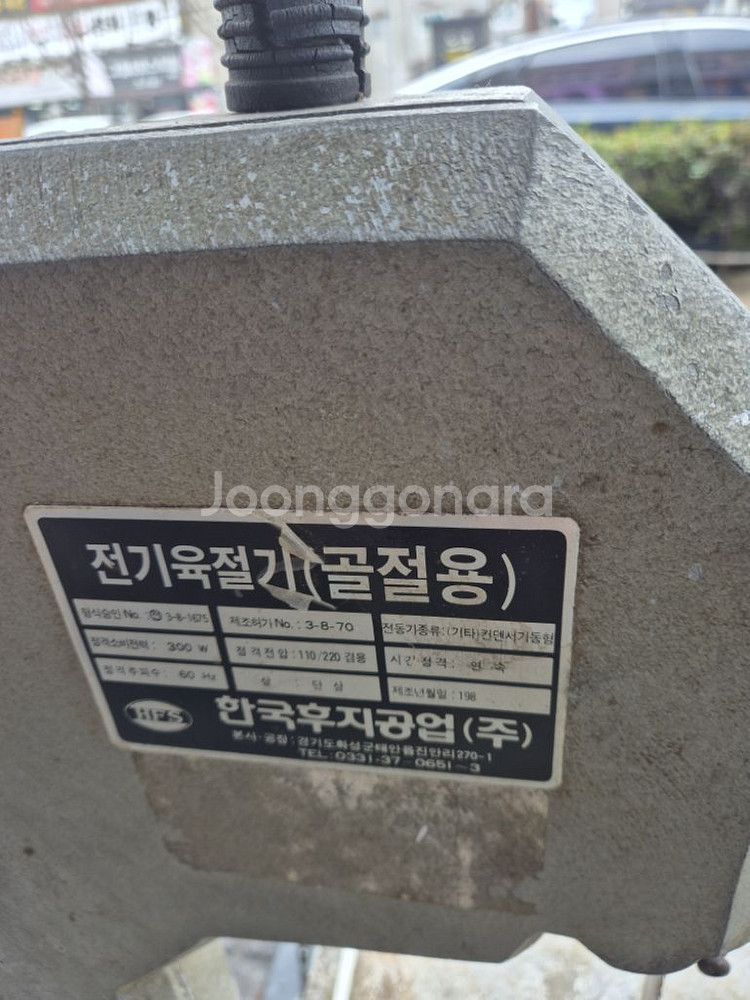 Joonggonara
전기육절기(골절용)
형식승인 No. : 3-8-1675 제조허가 No. : 3-8-70 전동기종류 : (기타) 컨덴서기동형
정격소비전력 : 300 W 정격전압 : 110/220 겸용 시간정격 : 연 속
정격주파수 : 60 Hz 상 : 단상 제조년월일 : 198
HFS 한국후지공업(주)
본사·공장 : 경기도화성군태안읍진안리270-1
TEL : 0331-37-0651~3